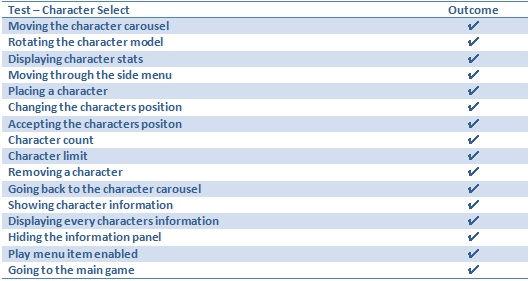 Test – Character Select Outcome
Moving the character carousel ✔
Rotating the character model ✔
Displaying character stats ✔
Moving through the side menu ✔
Placing a character ✔
Changing the characters position ✔
Accepting the characters positon ✔
Character count ✔
Character limit ✔
Removing a character ✔
Going back to the character carousel ✔
Showing character information ✔
Displaying every characters information ✔
Hiding the information panel ✔
Play menu item enabled ✔
Going to the main game ✔